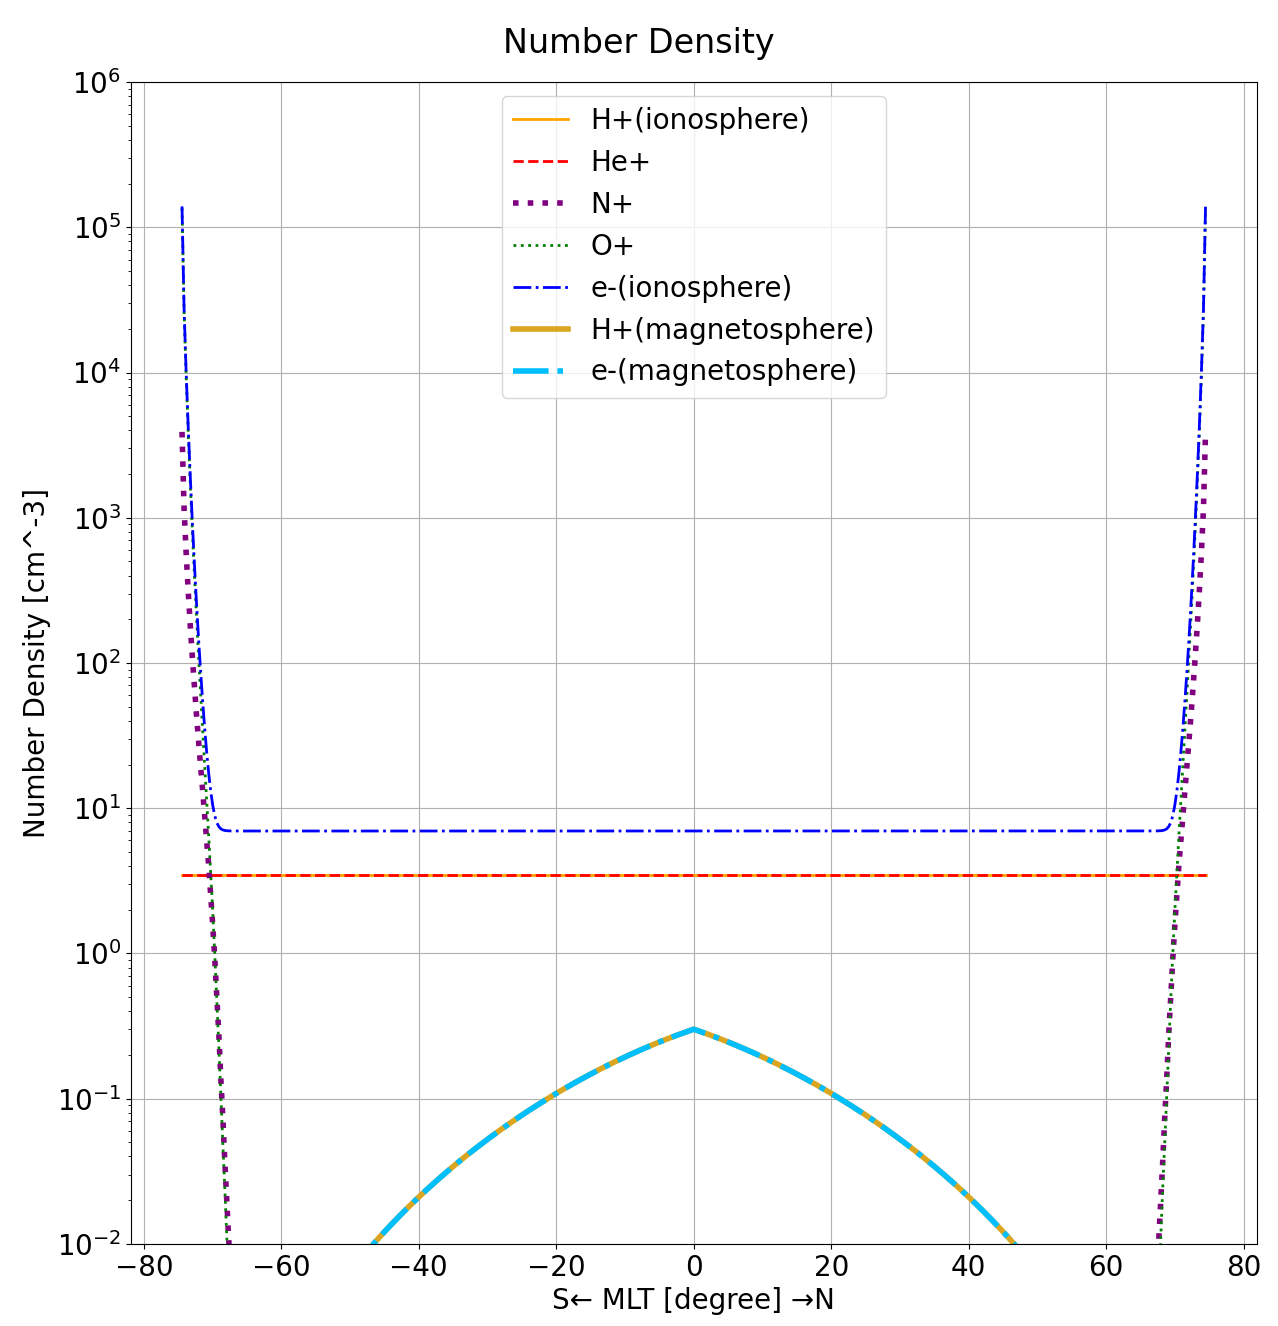 Number Density
10^6
10^5
10^4
10^3
10^2
10^1
10^0
10^−1
10^−2
Number Density [cm^-3]
H+(ionosphere)
He+
N+
O+
e-(ionosphere)
H+(magnetosphere)
e-(magnetosphere)
−80 −60 −40 −20 0 20 40 60 80
S← MLT [degree] →N